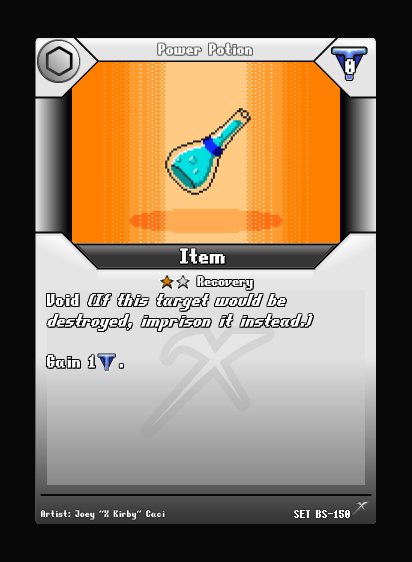 Power Potion
0
Item
Recovery
Void (If this target would be
destroyed, imprison it instead.)
Gain 1.
Artist: Joey "X Kirby" Caci
SET BS-150